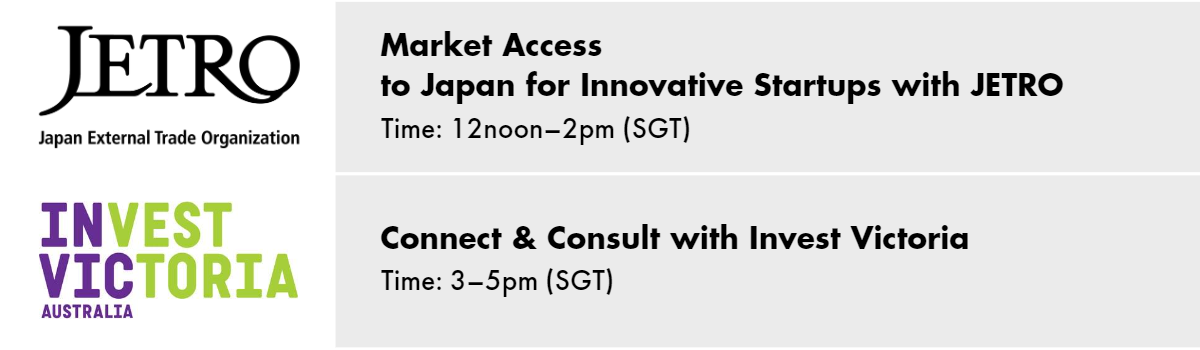 JETRO
Japan External Trade Organization
Market Access
to Japan for Innovative Startups with JETRO
Time: 12noon–2pm (SGT)
INVEST
VICTORIA
AUSTRALIA
Connect & Consult with Invest Victoria
Time: 3–5pm (SGT)